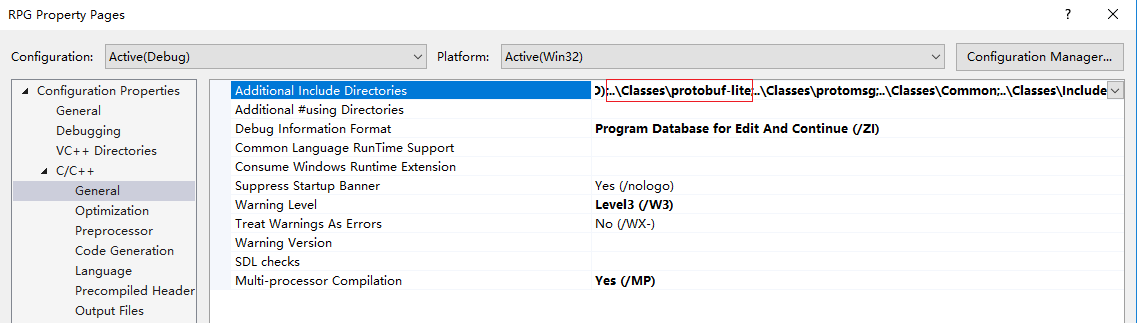 RPG Property Pages
Configuration: Active(Debug) Platform: Active(Win32) Configuration Manager...
Configuration Properties
General
Debugging
VC++ Directories
C/C++
General
Optimization
Preprocessor
Code Generation
Language
Precompiled Header
Output Files
Additional Include Directories D);..\Classes\protobuf-lite;..\Classes\protomsg;..\Classes\Common;..\Classes\Include
Additional #using Directories
Debug Information Format Program Database for Edit And Continue (/ZI)
Common Language RunTime Support
Consume Windows Runtime Extension
Suppress Startup Banner Yes (/nologo)
Warning Level Level3 (/W3)
Treat Warnings As Errors No (/WX-)
Warning Version
SDL checks
Multi-processor Compilation Yes (/MP)